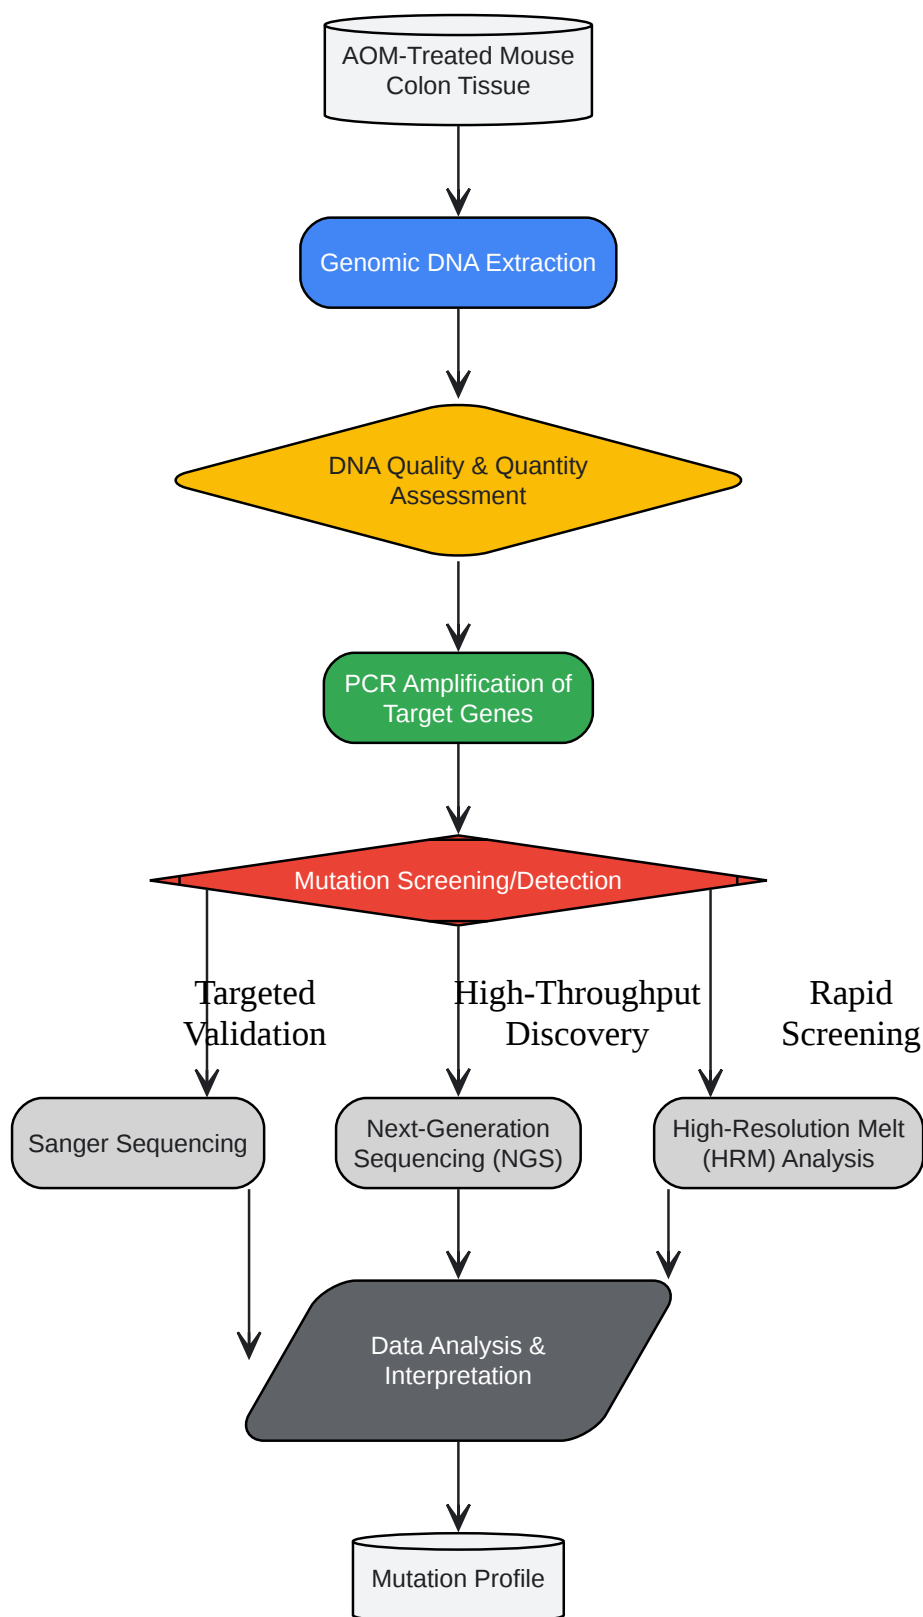 AOM-Treated Mouse
Colon Tissue
Genomic DNA Extraction
DNA Quality & Quantity
Assessment
PCR Amplification of
Target Genes
Mutation Screening/Detection
Targeted
Validation
High-Throughput
Discovery
Rapid
Screening
Sanger Sequencing
Next-Generation
Sequencing (NGS)
High-Resolution Melt
(HRM) Analysis
Data Analysis &
Interpretation
Mutation Profile